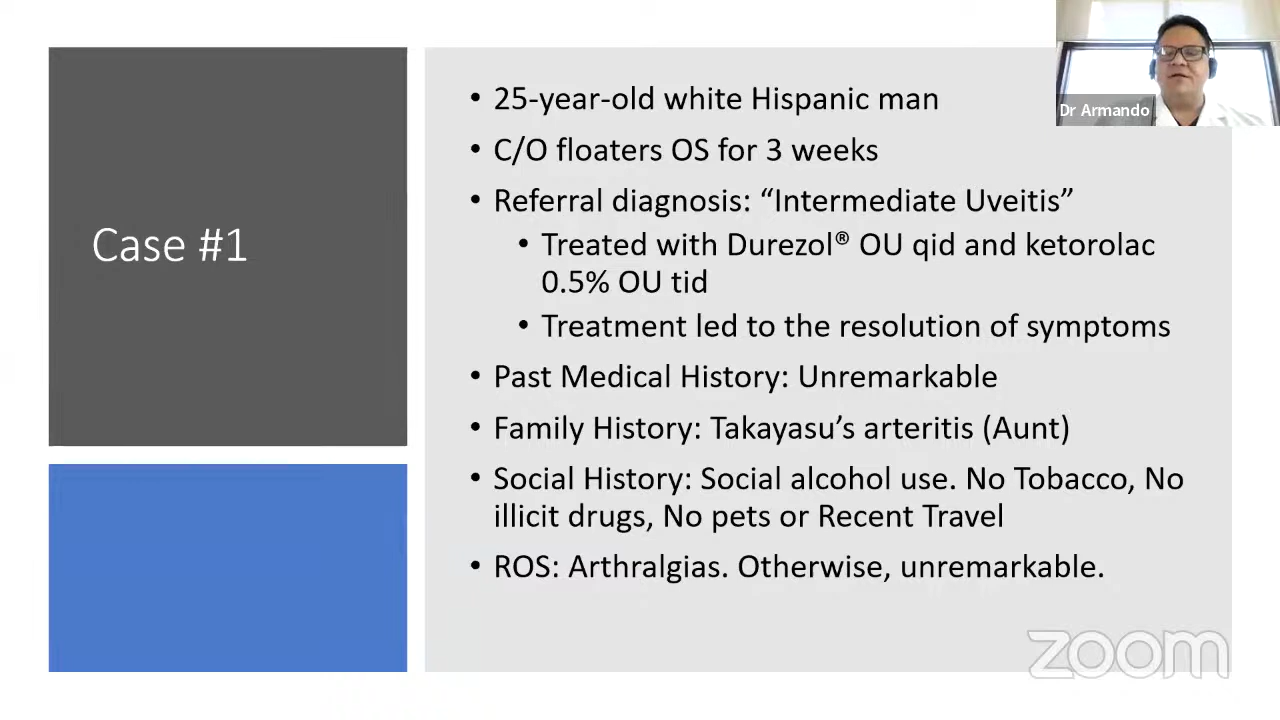 Case #1
• 25-year-old white Hispanic man
• C/O floaters OS for 3 weeks
• Referral diagnosis: “Intermediate Uveitis”
• Treated with Durezol® OU qid and ketorolac
0.5% OU tid
• Treatment led to the resolution of symptoms
• Past Medical History: Unremarkable
• Family History: Takayasu’s arteritis (Aunt)
• Social History: Social alcohol use. No Tobacco, No
illicit drugs, No pets or Recent Travel
• ROS: Arthralgias. Otherwise, unremarkable.
Dr Armando
zoom